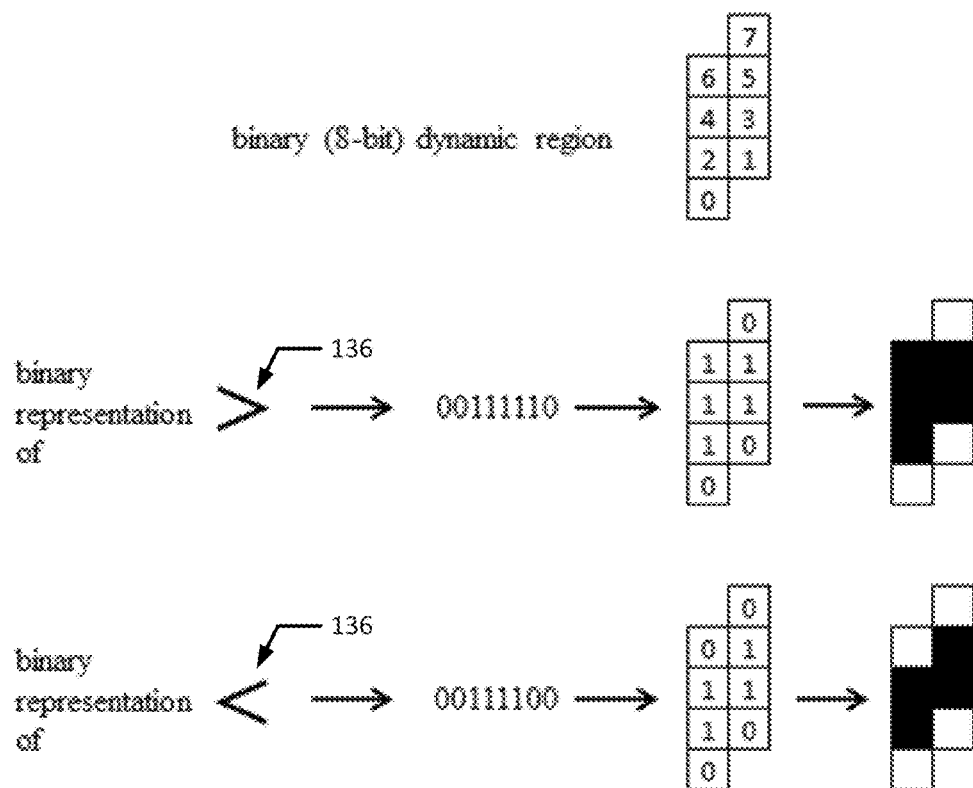 7
6 5
binary (8-bit) dynamic region 4 3
2 1
0
136
binary
representation
of
> 00111110
0
1 1
1 1
1 0
0
136
binary
representation
of
< 00111100
0
0 1
1 1
1 0
0